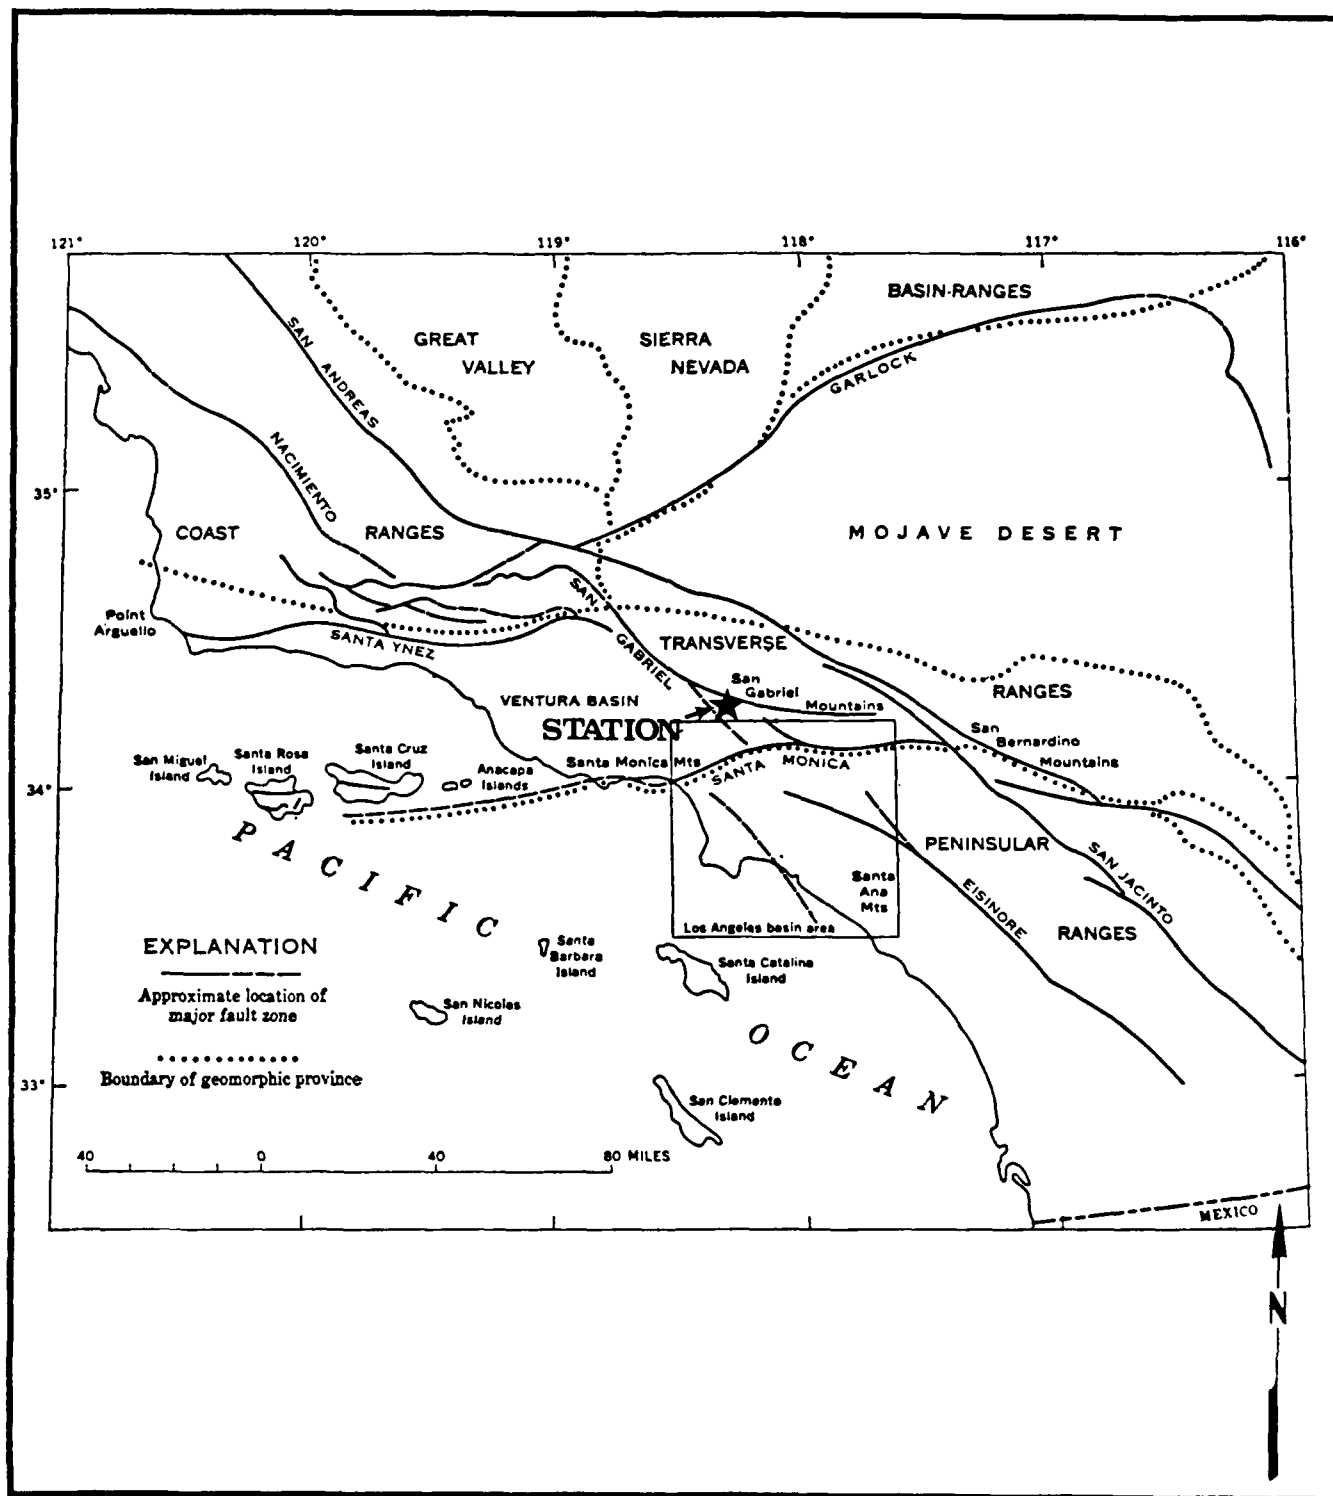 121°
120°
119°
118°
117°
116°
BASIN-RANGES
GREAT
VALLEY
SIERRA
NEVADA
SAN ANDREAS
GARLOCK
NACIMIENTO
35°
COAST
RANGES
MOJAVE DESERT
Point
Arguello
SANTA YNEZ
SAN
GABRIEL
TRANSVERSE
RANGES
San
Gabriel
Mountains
VENTURA BASIN
STATION
San
Bernardino
Mountains
San Miguel
Island
Santa Rosa
Island
Santa Cruz
Island
Anacapa
Islands
Santa Monica Mts
SANTA MONICA
34°
PACIFIC
PENINSULAR
RANGES
SAN JACINTO
EISINORE
Santa
Ana
Mts
Los Angeles basin area
EXPLANATION
Approximate location of
major fault zone
Boundary of geomorphic province
Santa
Barbara
Island
San Nicolas
Island
Santa Catalina
Island
OCEAN
33°
San Clemente
Island
40 0 40 80 MILES
MEXICO
N